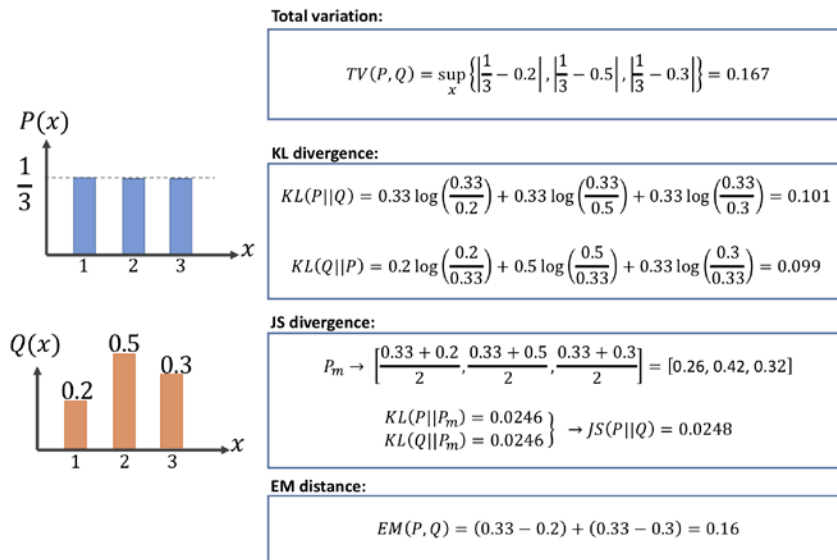 Total variation:
TV(P, Q) = sup_x {|1/3 − 0.2|, |1/3 − 0.5|, |1/3 − 0.3|} = 0.167
P(x)
1/3
1 2 3
x
KL divergence:
KL(P||Q) = 0.33 log(0.33/0.2) + 0.33 log(0.33/0.5) + 0.33 log(0.33/0.3) = 0.101
KL(Q||P) = 0.2 log(0.2/0.33) + 0.5 log(0.5/0.33) + 0.33 log(0.3/0.33) = 0.099
Q(x)
0.2 0.5 0.3
1 2 3
x
JS divergence:
P_m → [(0.33 + 0.2)/2, (0.33 + 0.5)/2, (0.33 + 0.3)/2] = [0.26, 0.42, 0.32]
KL(P||P_m) = 0.0246
KL(Q||P_m) = 0.0246 } → JS(P||Q) = 0.0248
EM distance:
EM(P, Q) = (0.33 − 0.2) + (0.33 − 0.3) = 0.16